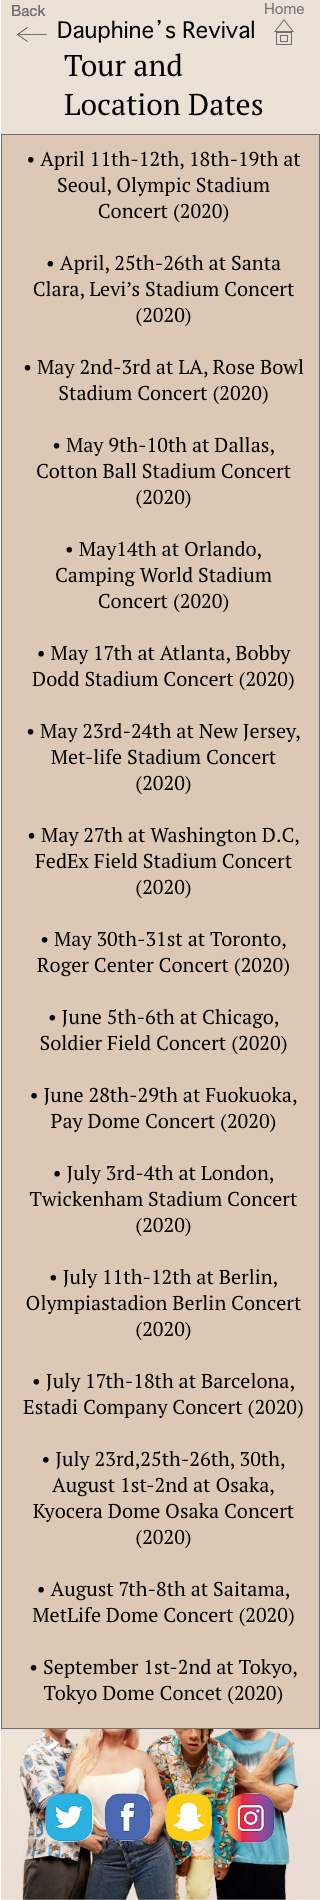 Back
Home
Dauphine's Revival
Tour and
Location Dates
• April 11th-12th, 18th-19th at
Seoul, Olympic Stadium
Concert (2020)
• April, 25th-26th at Santa
Clara, Levi's Stadium Concert
(2020)
• May 2nd-3rd at LA, Rose Bowl
Stadium Concert (2020)
• May 9th-10th at Dallas,
Cotton Ball Stadium Concert
(2020)
• May14th at Orlando,
Camping World Stadium
Concert (2020)
• May 17th at Atlanta, Bobby
Dodd Stadium Concert (2020)
• May 23rd-24th at New Jersey,
Met-life Stadium Concert
(2020)
• May 27th at Washington D.C,
FedEx Field Stadium Concert
(2020)
• May 30th-31st at Toronto,
Roger Center Concert (2020)
• June 5th-6th at Chicago,
Soldier Field Concert (2020)
• June 28th-29th at Fuokuoka,
Pay Dome Concert (2020)
• July 3rd-4th at London,
Twickenham Stadium Concert
(2020)
• July 11th-12th at Berlin,
Olympiastadion Berlin Concert
(2020)
• July 17th-18th at Barcelona,
Estadi Company Concert (2020)
• July 23rd,25th-26th, 30th,
August 1st-2nd at Osaka,
Kyocera Dome Osaka Concert
(2020)
• August 7th-8th at Saitama,
MetLife Dome Concert (2020)
• September 1st-2nd at Tokyo,
Tokyo Dome Concet (2020)